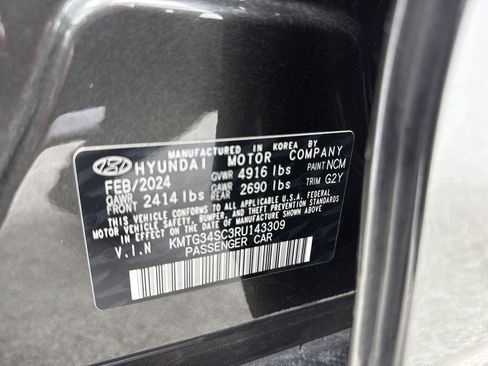 MANUFACTURED IN KOREA BY
HYUNDAI MOTOR COMPANY
FEB/2024 GVWR 4916 lbs PAINT NCM
GAWR FRONT 2414 lbs GAWR REAR 2690 lbs TRIM G2Y
THIS VEHICLE CONFORMS TO ALL APPLICABLE U.S.A. FEDERAL
MOTOR VEHICLE SAFETY, BUMPER, AND THEFT PREVENTION
STANDARDS IN EFFECT ON THE DATE OF MANUFACTURE SHOWN ABOVE.
V.I.N KMTG34SC3RU143309
PASSENGER CAR